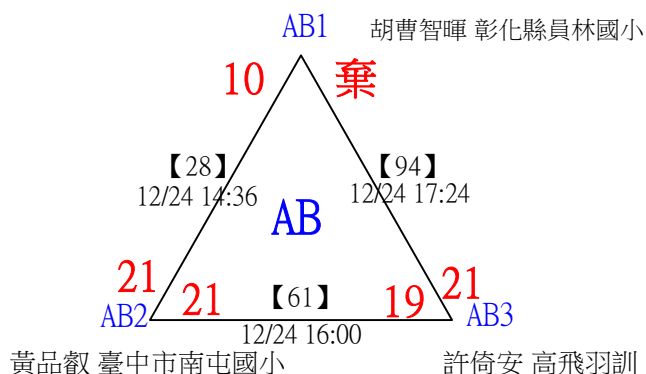 AB1 胡曹智暉 彰化縣員林國小
10 棄
【28】 【94】
12/24 14:36 12/24 17:24
AB
21 21 【61】 19 21
AB2 AB3
12/24 16:00
黃品叡 臺中市南屯國小 許倚安 高飛羽訓